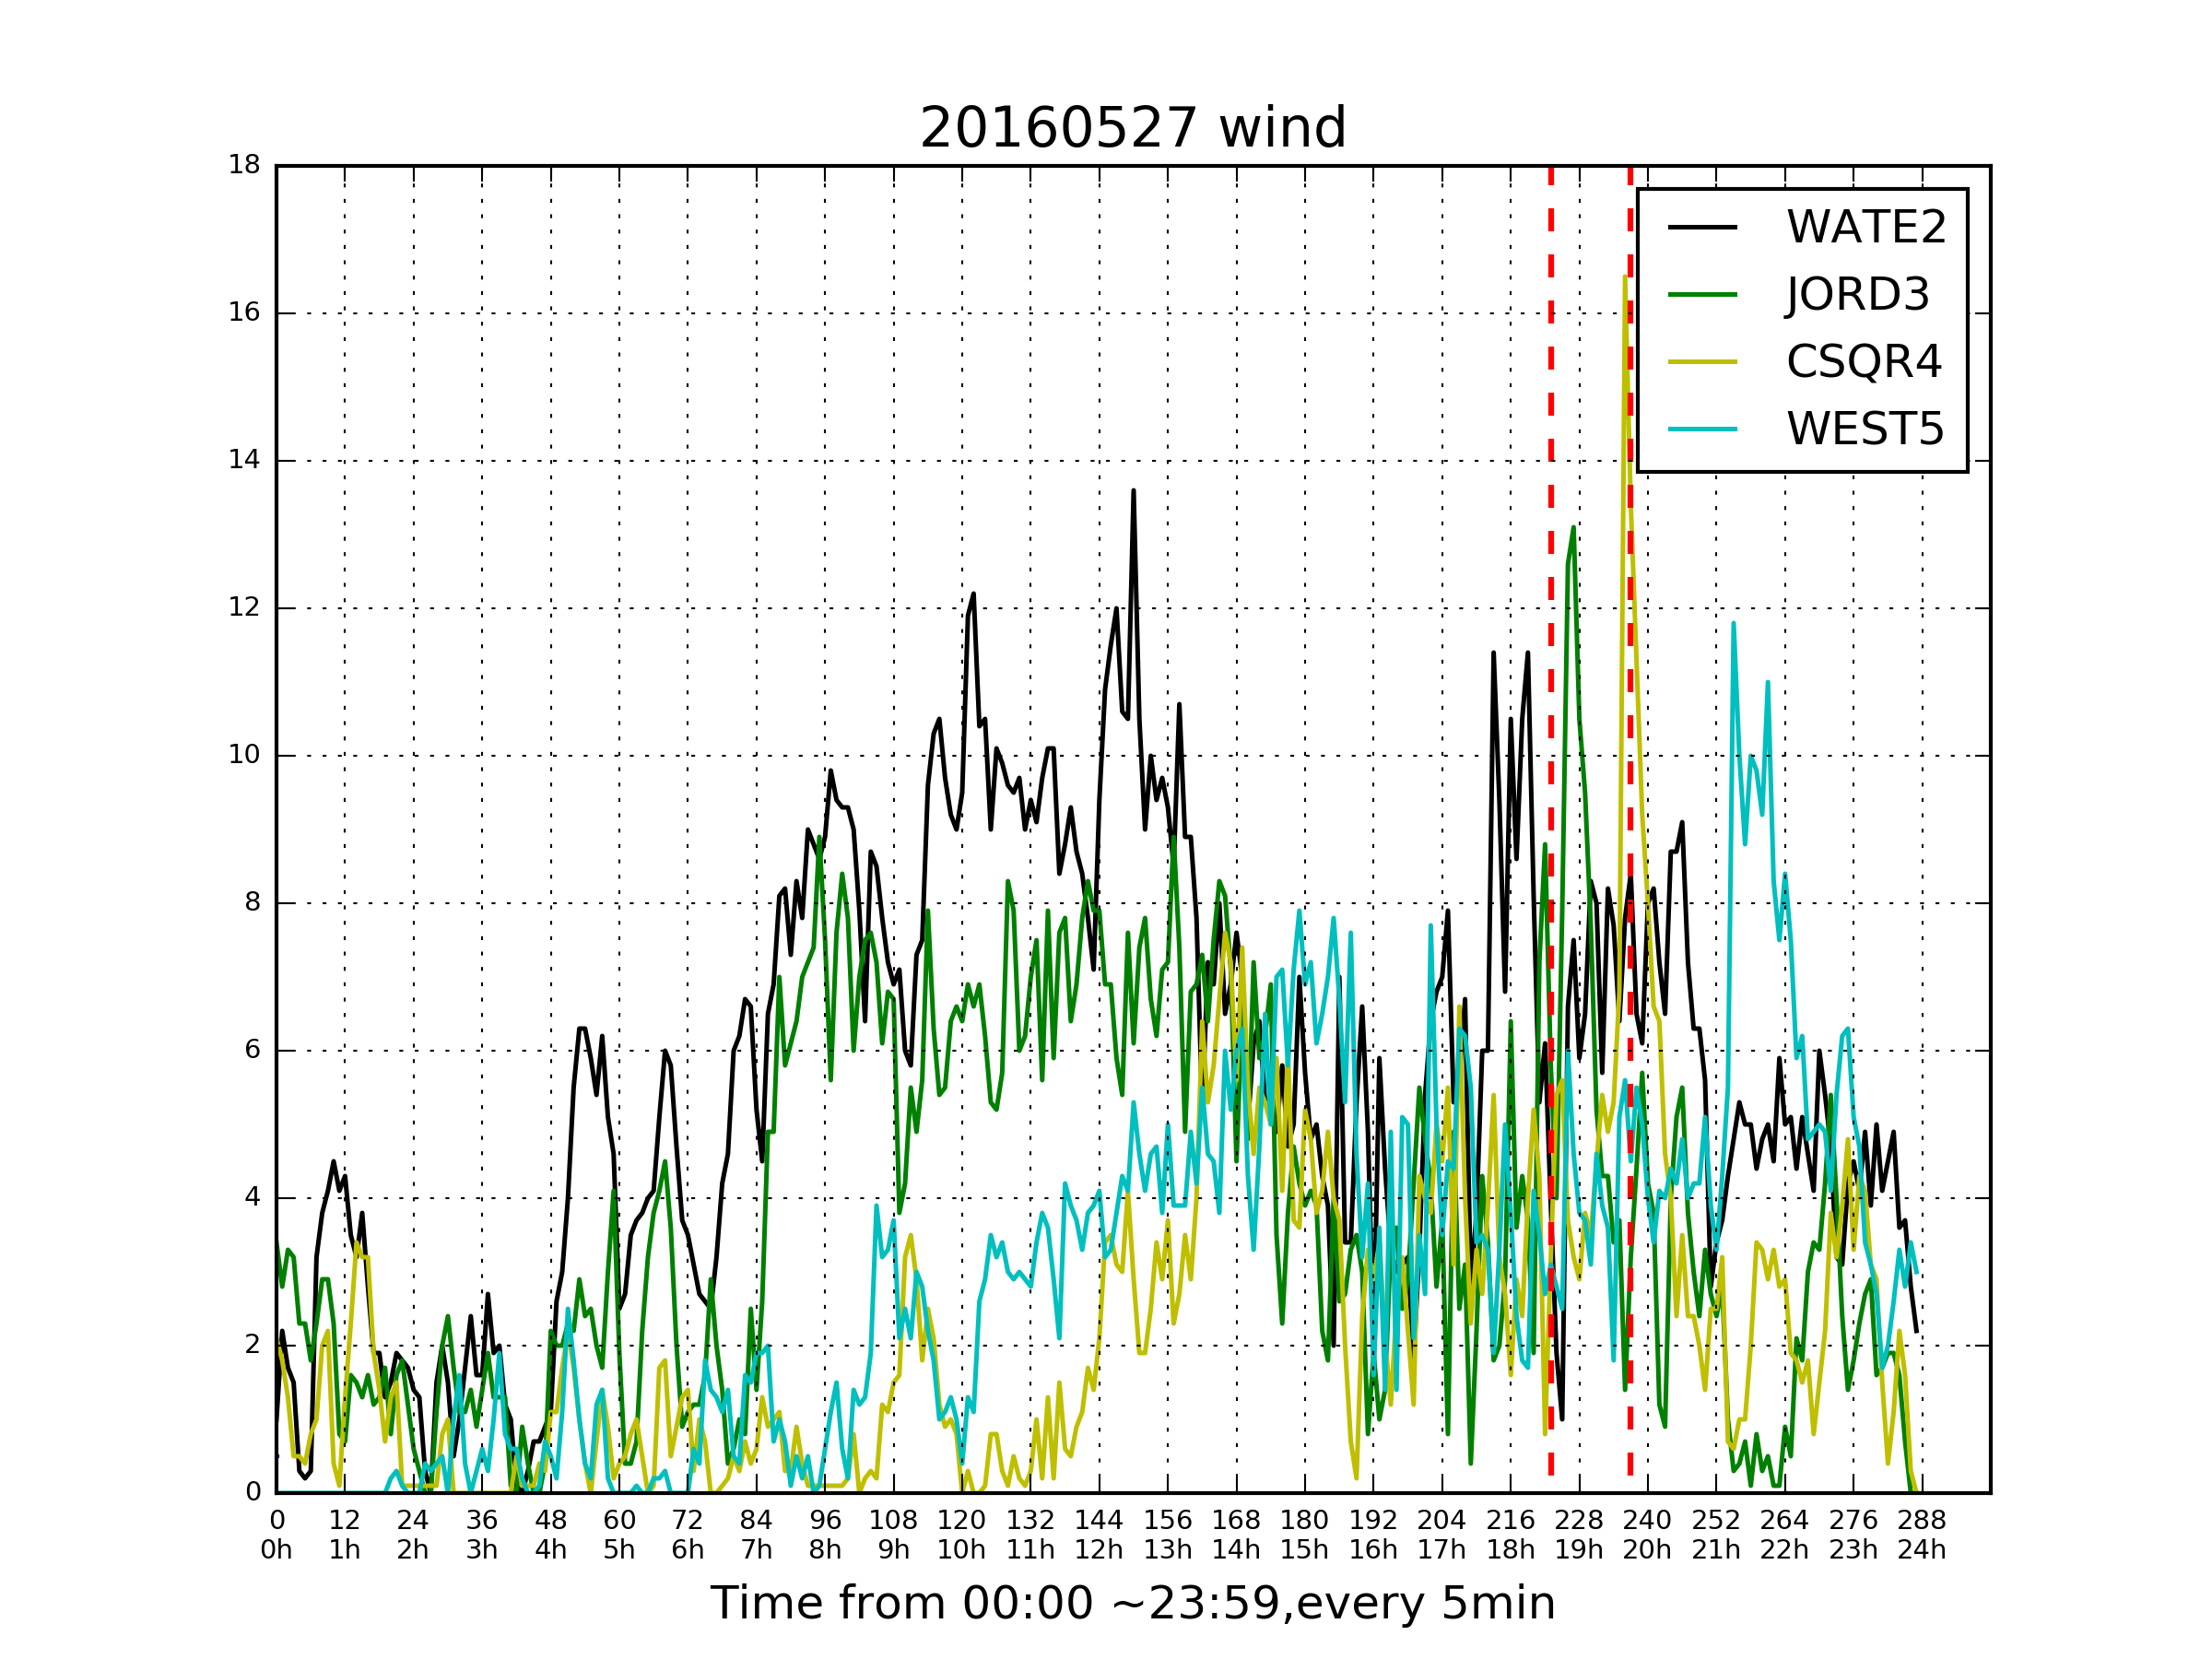 20160527 wind
18
16
14
12
10
8
6
4
2
0
WATE2
JORD3
CSQR4
WEST5
0 12 24 36 48 60 72 84 96 108 120 132 144 156 168 180 192 204 216 228 240 252 264 276 288
0h 1h 2h 3h 4h 5h 6h 7h 8h 9h 10h 11h 12h 13h 14h 15h 16h 17h 18h 19h 20h 21h 22h 23h 24h
Time from 00:00 ~23:59,every 5min